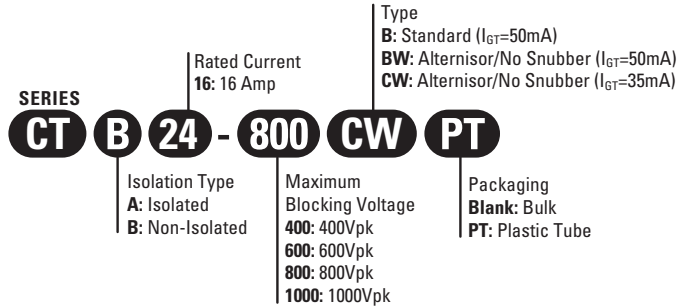 Type
B: Standard (IGT=50mA)
BW: Alternisor/No Snubber (IGT=50mA)
CW: Alternisor/No Snubber (IGT=35mA)
Rated Current
16: 16 Amp
SERIES
CT B 24 - 800 CW PT
Isolation Type
A: Isolated
B: Non-Isolated
Maximum
Blocking Voltage
400: 400Vpk
600: 600Vpk
800: 800Vpk
1000: 1000Vpk
Packaging
Blank: Bulk
PT: Plastic Tube